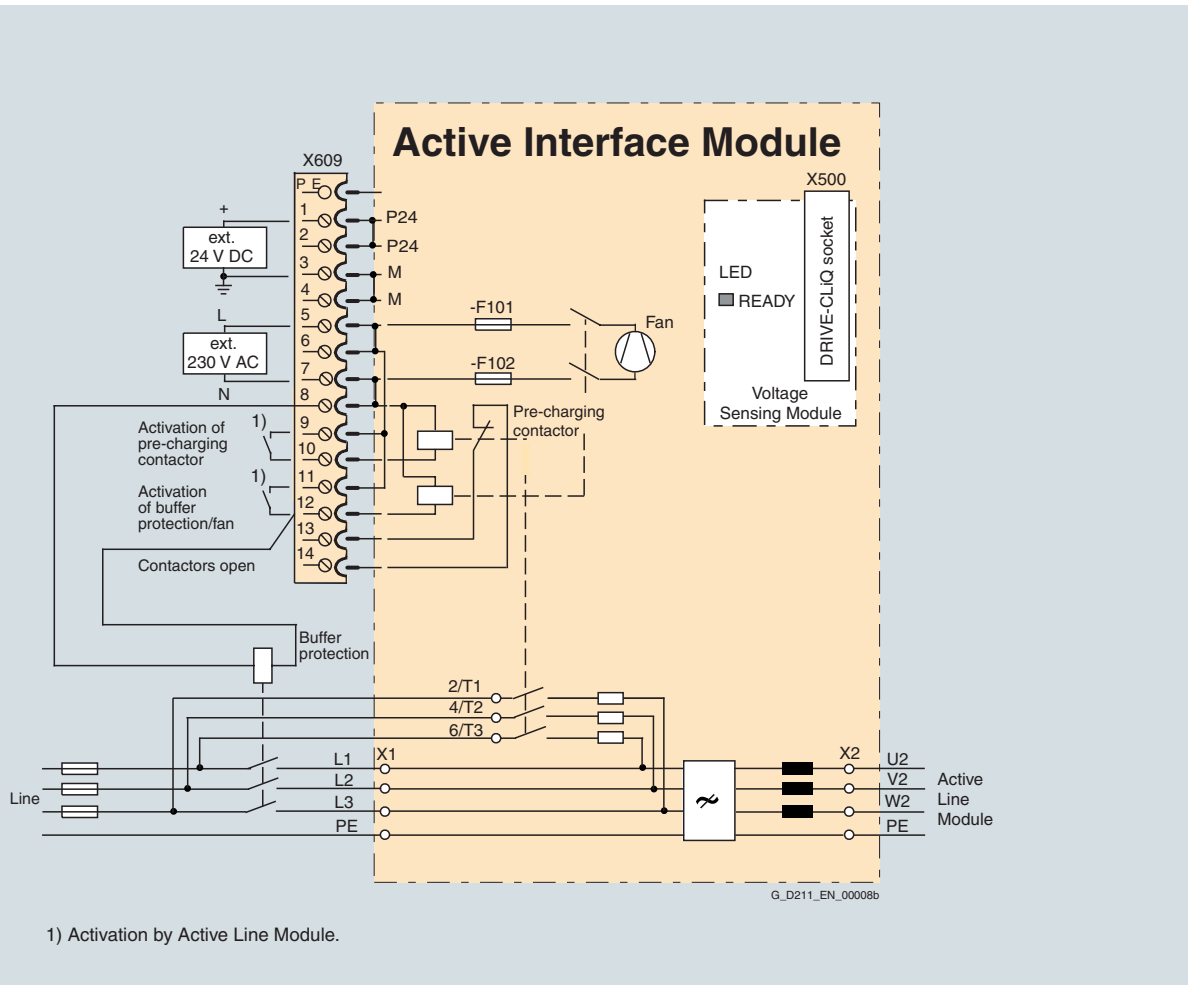 Active Interface Module
X609
X500
P E
1
P24
2
P24
3
M
4
M
5
6
7
8
9
10
11
12
13
14
+
ext.
24 V DC
L
ext.
230 V AC
N
1)
Activation of
pre-charging
contactor
1)
Activation
of buffer
protection/fan
Contactors open
-F101
Fan
-F102
Pre-charging
contactor
LED
READY
DRIVE-CLiQ socket
Voltage
Sensing Module
Buffer
protection
2/T1
4/T2
6/T3
Line
L1
L2
L3
PE
X1
≁
X2
U2
V2
W2
PE
Active
Line
Module
G_D211_EN_00008b
1) Activation by Active Line Module.